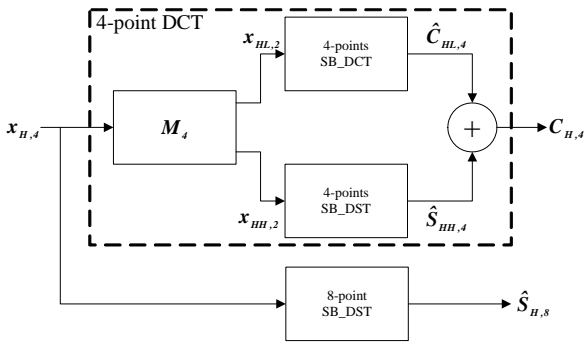 4-point DCT
x_{HL,2}
4-points
SB_DCT
Ĉ_{HL,4}
x_{H,4}
M_4
+
C_{H,4}
x_{HH,2}
4-points
SB_DST
Ŝ_{HH,4}
8-point
SB_DST
Ŝ_{H,8}